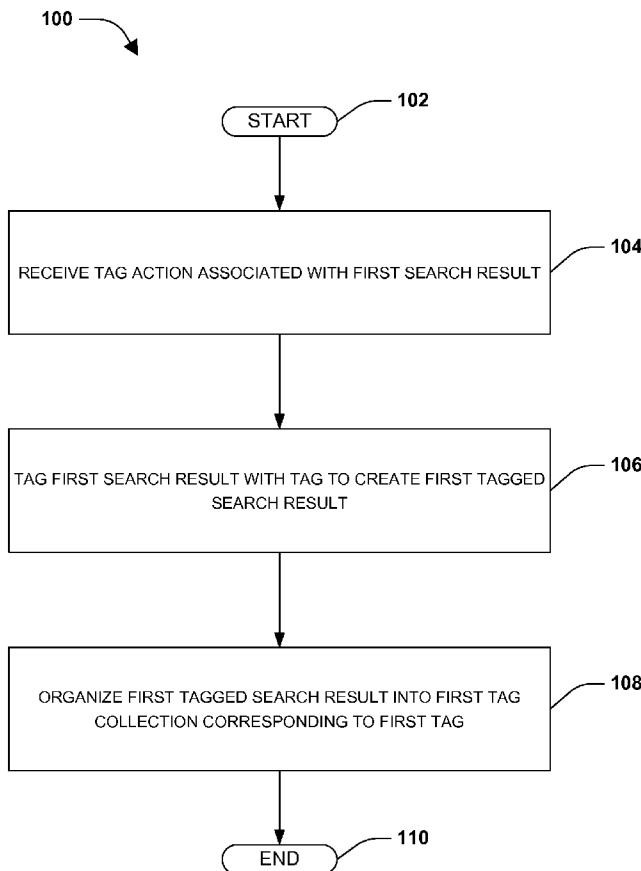 100
102
START
RECEIVE TAG ACTION ASSOCIATED WITH FIRST SEARCH RESULT
104
TAG FIRST SEARCH RESULT WITH TAG TO CREATE FIRST TAGGED
SEARCH RESULT
106
ORGANIZE FIRST TAGGED SEARCH RESULT INTO FIRST TAG
COLLECTION CORRESPONDING TO FIRST TAG
108
END
110